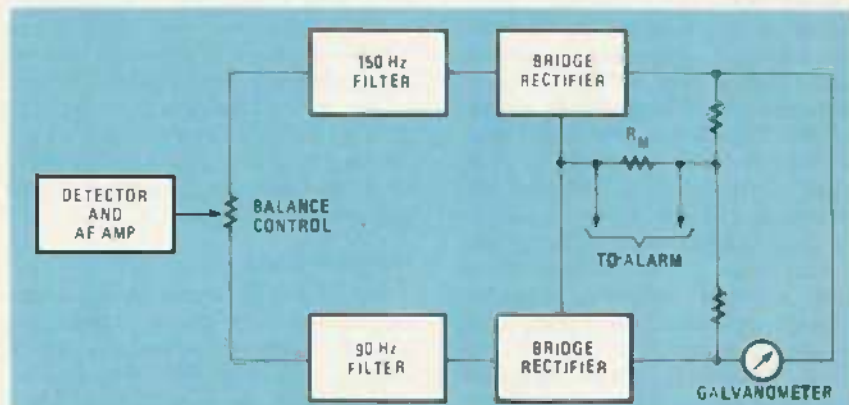 150 Hz
FILTER
BRIDGE
RECTIFIER
R_M
DETECTOR
AND
AF AMP
BALANCE
CONTROL
TO ALARM
90 Hz
FILTER
BRIDGE
RECTIFIER
GALVANOMETER